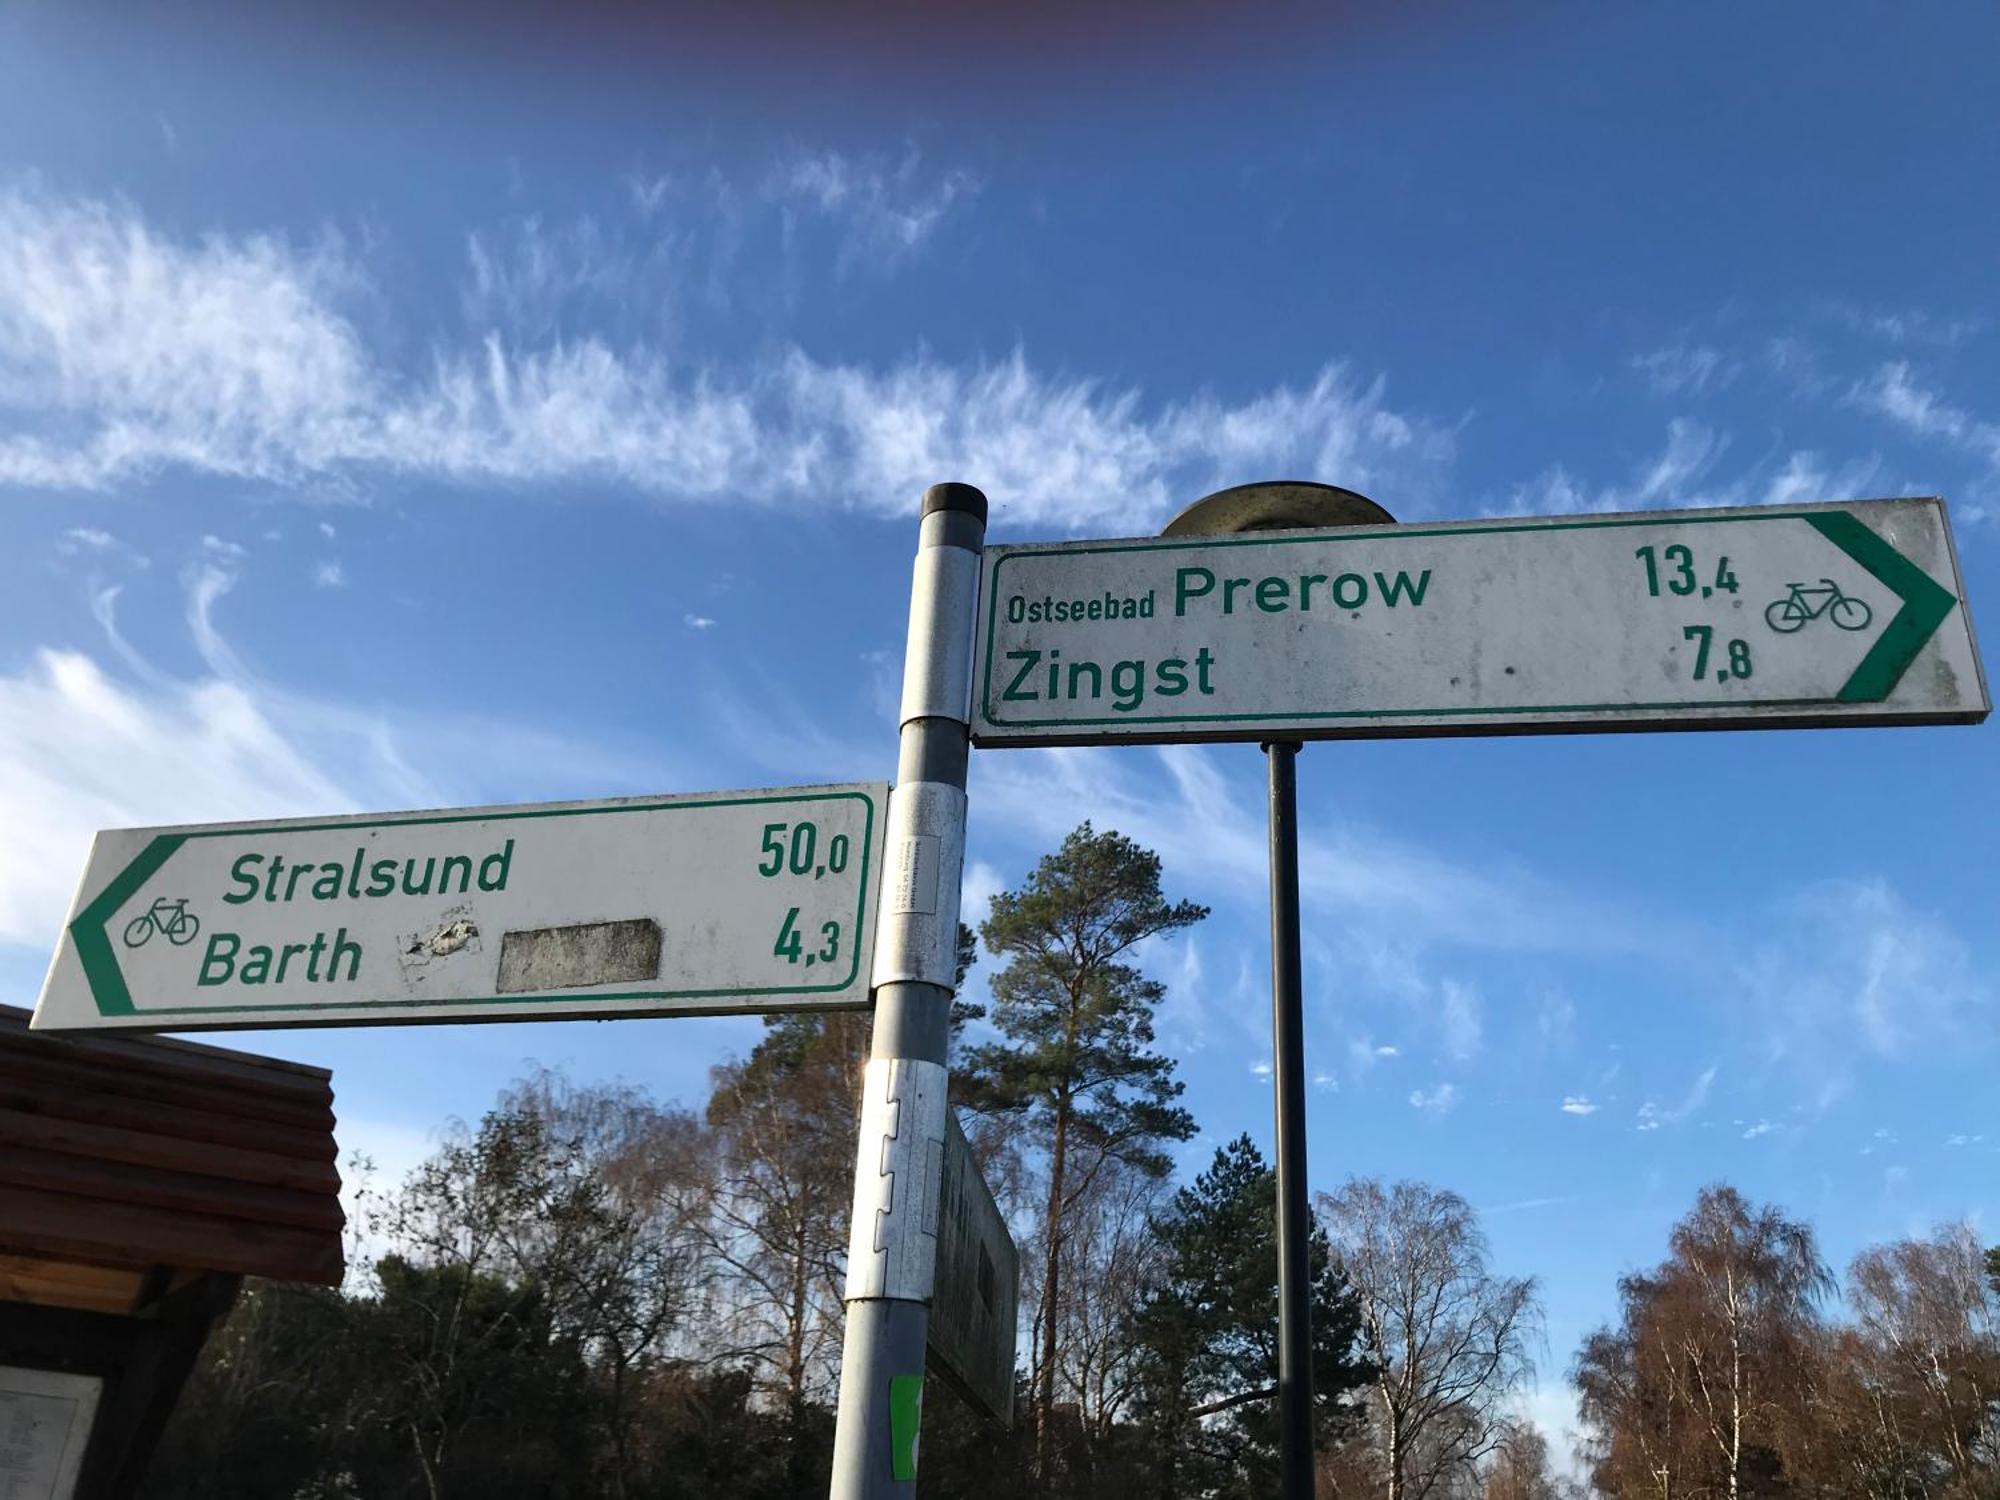 Ostseebad Prerow 13,4
Zingst 7,8
Stralsund 50,0
Barth 4,3